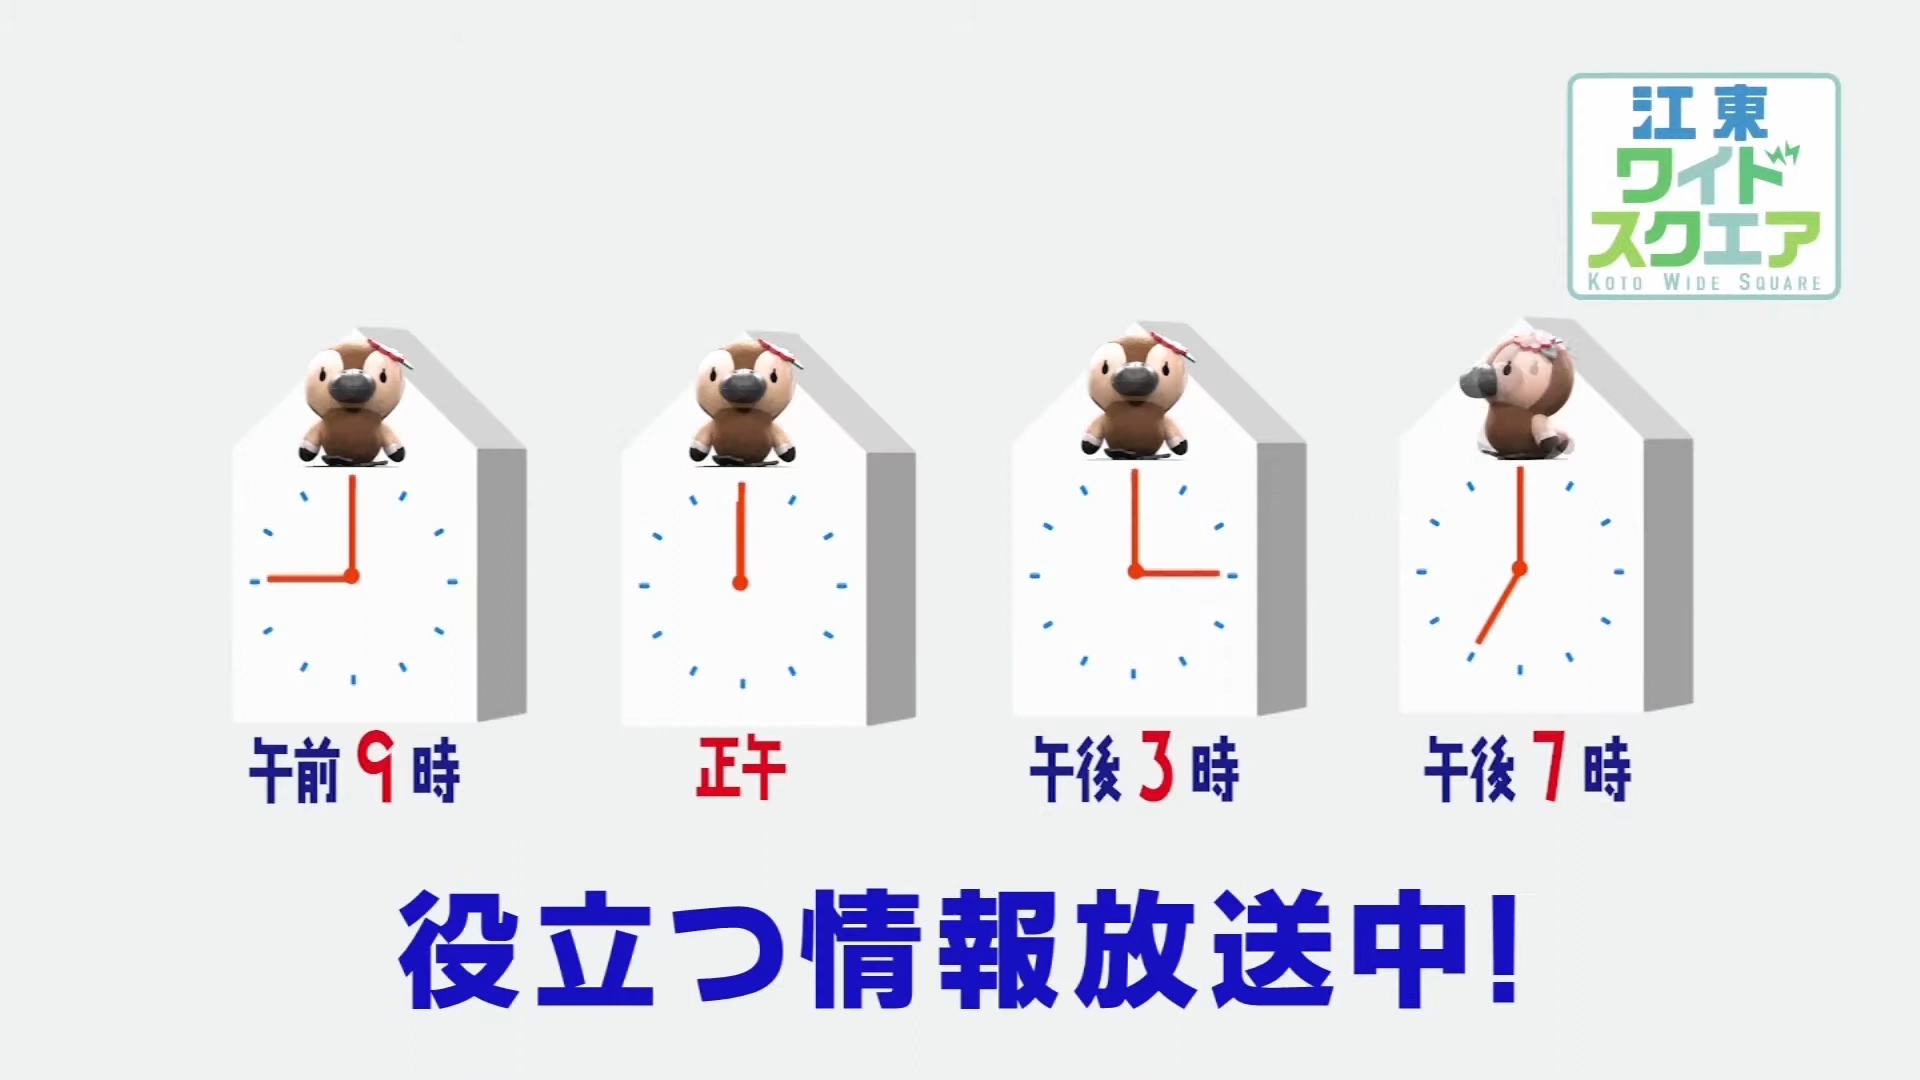 江東
ワイド
スクエア
KOTO WIDE SQUARE
午前9時
正午
午後3時
午後7時
役立つ情報放送中!